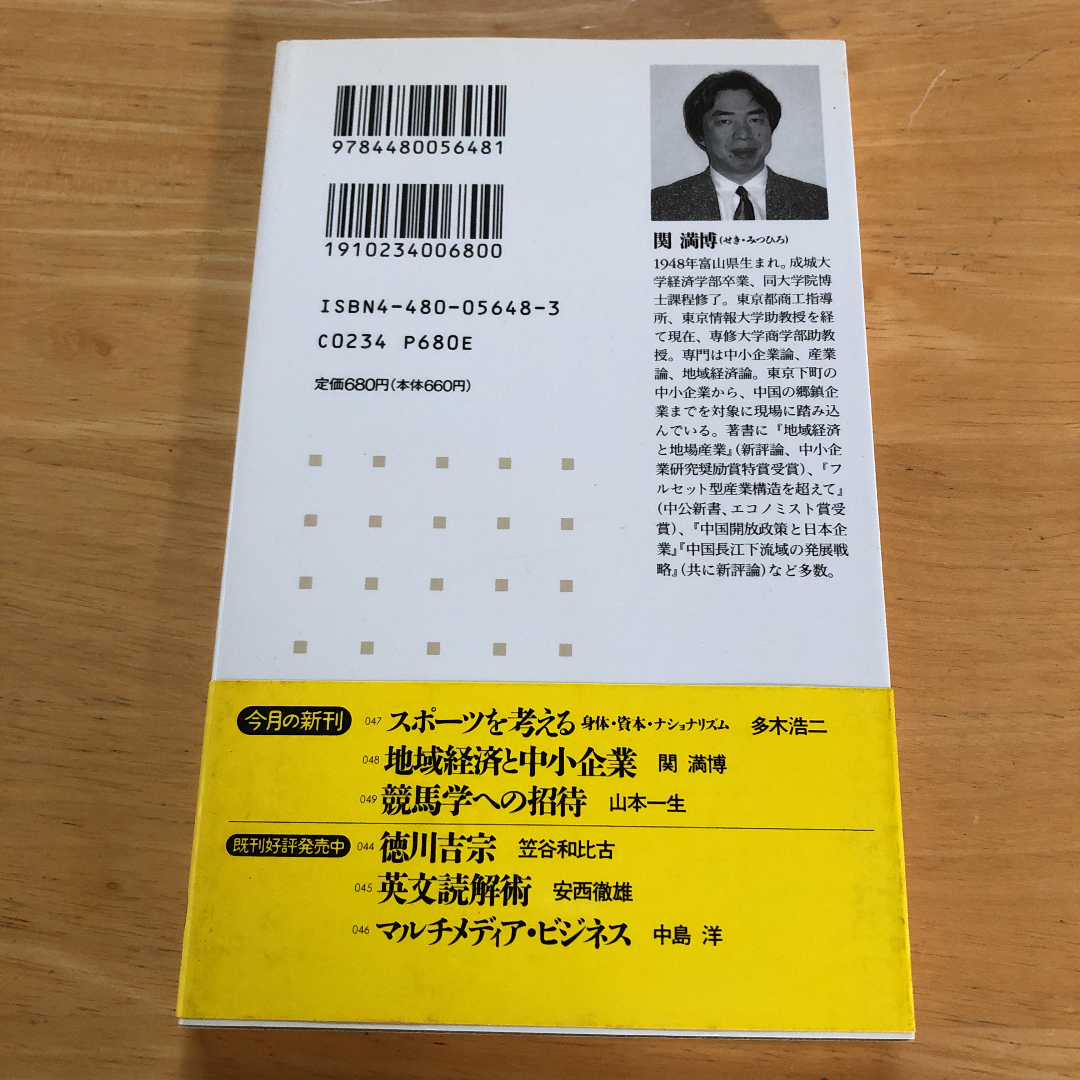 9784480056481
1910234006800
ISBN4-480-05648-3
C0234 P680E
定価680円(本体660円)
関 満博(せき・みつひろ)
1948年富山県生まれ。成城大
学経済学部卒業、同大学院博
士課程修了。東京都商工指導
所、東京情報大学助教授を経
て現在、専修大学商学部助教
授。専門は中小企業論、産業
論、地域経済論。東京下町の
中小企業から、中国の郷鎮企
業までを対象に現場に踏み込
んでいる。著書に『地域経済
と地場産業』(新評論、中小企
業研究奨励賞特賞受賞)、『フ
ルセット型産業構造を超えて』
(中公新書、エコノミスト賞受
賞)、『中国開放政策と日本企
業』『中国長江下流域の発展戦
略』(共に新評論)など多数。
今月の新刊 047 スポーツを考える 身体・資本・ナショナリズム 多木浩二
048 地域経済と中小企業 関 満博
049 競馬学への招待 山本一生
既刊好評発売中 044 徳川吉宗 笠谷和比古
045 英文読解術 安西徹雄
046 マルチメディア・ビジネス 中島 洋